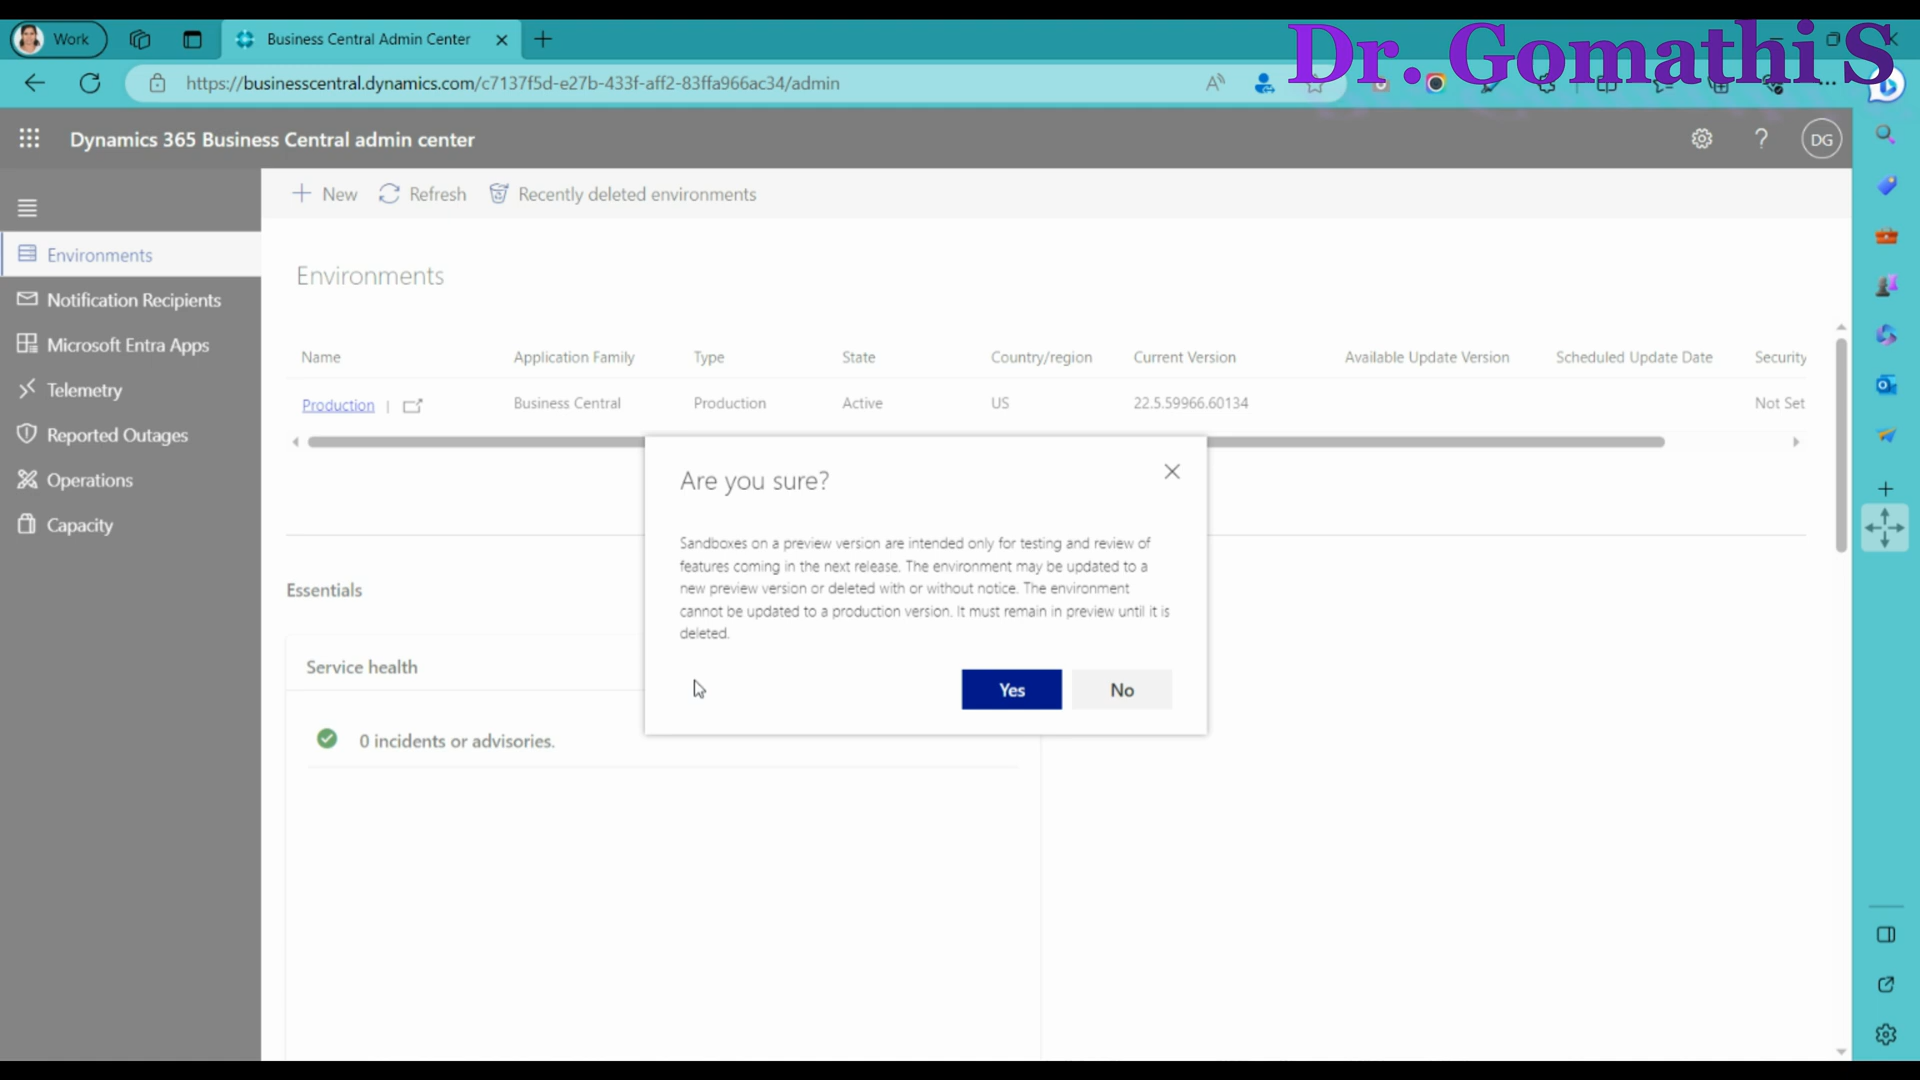 Work
Business Central Admin Center
Dr. Gomathi S
https://businesscentral.dynamics.com/c7137f5d-e27b-433f-aff2-83ffa966ac34/admin
Dynamics 365 Business Central admin center
DG
New
Refresh
Recently deleted environments
Environments
Notification Recipients
Microsoft Entra Apps
Telemetry
Reported Outages
Operations
Capacity
Environments
Name Application Family Type State Country/region Current Version Available Update Version Scheduled Update Date Security
Production | Business Central Production Active US 22.5.59966.60134 Not Set
Are you sure?
Sandboxes on a preview version are intended only for testing and review of
features coming in the next release. The environment may be updated to a
new preview version or deleted with or without notice. The environment
cannot be updated to a production version. It must remain in preview until it is
deleted.
Yes
No
Essentials
Service health
0 incidents or advisories.